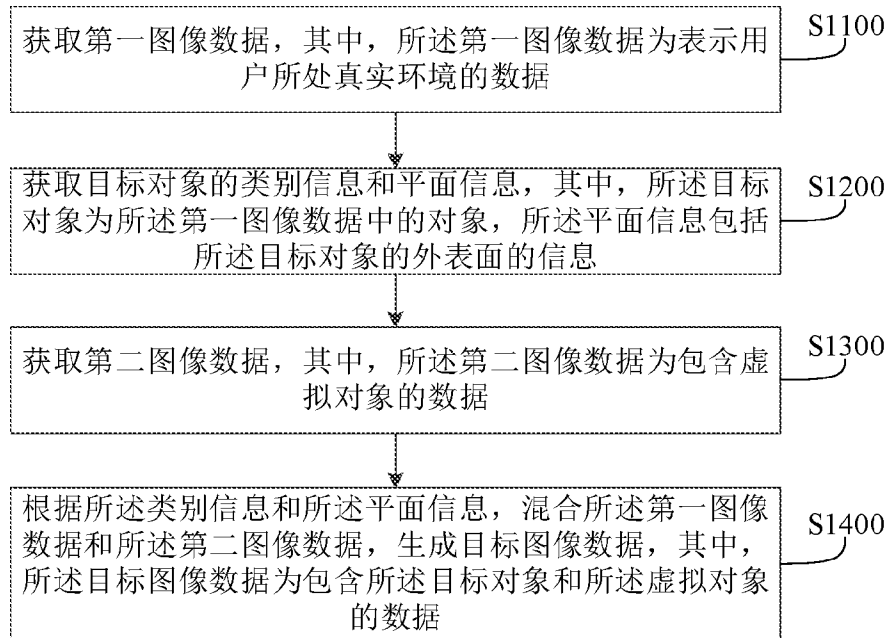 获取第一图像数据，其中，所述第一图像数据为表示用
户所处真实环境的数据
S1100
获取目标对象的类别信息和平面信息，其中，所述目标
对象为所述第一图像数据中的对象，所述平面信息包括
所述目标对象的外表面的信息
S1200
获取第二图像数据，其中，所述第二图像数据为包含虚
拟对象的数据
S1300
根据所述类别信息和所述平面信息，混合所述第一图像
数据和所述第二图像数据，生成目标图像数据，其中，
所述目标图像数据为包含所述目标对象和所述虚拟对象
的数据
S1400